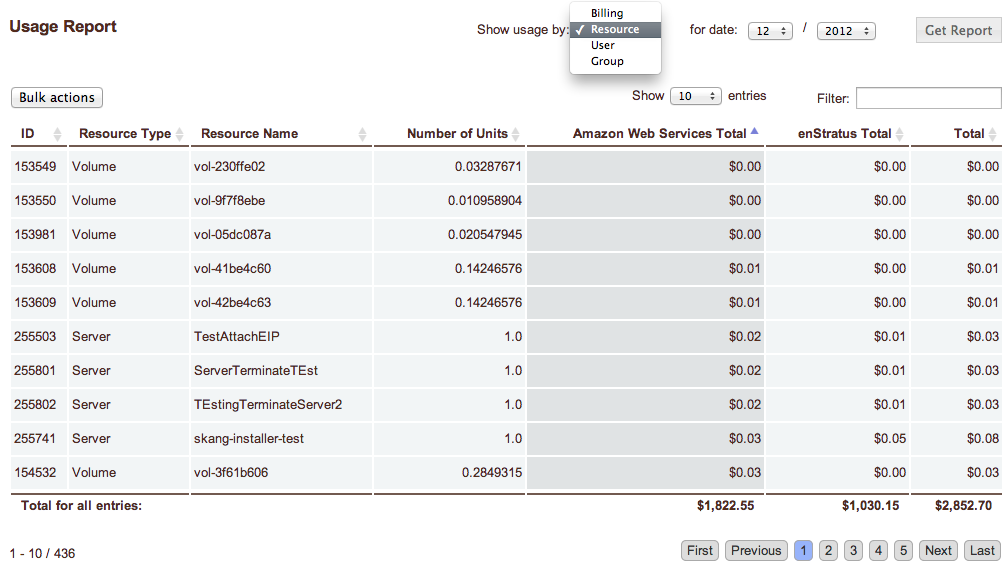 Usage Report
Show usage by:
Billing
✓ Resource
User
Group
for date: 12 / 2012
Get Report
Bulk actions
Show 10 entries
Filter:
ID Resource Type Resource Name Number of Units Amazon Web Services Total enStratus Total Total
153549 Volume vol-230ffe02 0.03287671 $0.00 $0.00 $0.00
153550 Volume vol-9f7f8ebe 0.010958904 $0.00 $0.00 $0.00
153981 Volume vol-05dc087a 0.020547945 $0.00 $0.00 $0.00
153608 Volume vol-41be4c60 0.14246576 $0.01 $0.00 $0.01
153609 Volume vol-42be4c63 0.14246576 $0.01 $0.00 $0.01
255503 Server TestAttachEIP 1.0 $0.02 $0.01 $0.03
255801 Server ServerTerminateTEst 1.0 $0.02 $0.01 $0.03
255802 Server TEstingTerminateServer2 1.0 $0.02 $0.01 $0.03
255741 Server skang-installer-test 1.0 $0.03 $0.05 $0.08
154532 Volume vol-3f61b606 0.2849315 $0.03 $0.00 $0.03
Total for all entries: $1,822.55 $1,030.15 $2,852.70
1 - 10 / 436
First Previous 1 2 3 4 5 Next Last